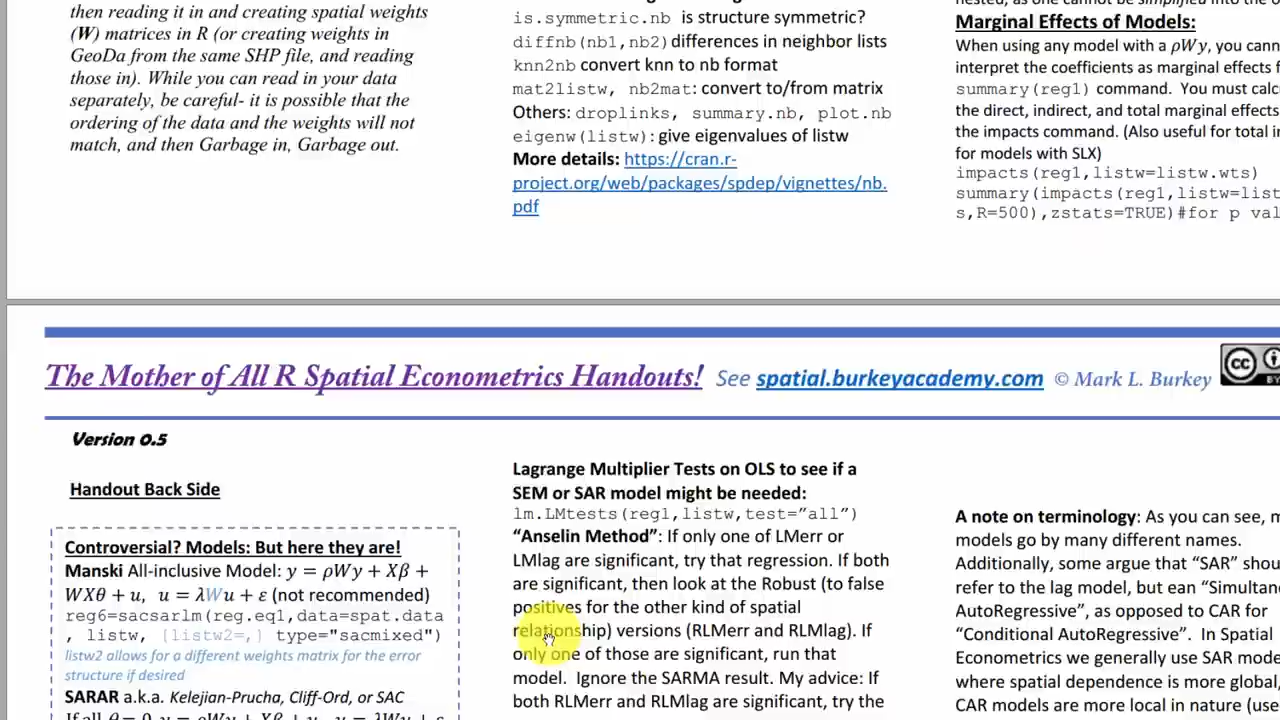 then reading it in and creating spatial weights
(W) matrices in R (or creating weights in
GeoDa from the same SHP file, and reading
those in). While you can read in your data
separately, be careful- it is possible that the
ordering of the data and the weights will not
match, and then Garbage in, Garbage out.
is.symmetric.nb is structure symmetric?
diffnb(nb1,nb2)differences in neighbor lists
knn2nb convert knn to nb format
mat2listw, nb2mat: convert to/from matrix
Others: droplinks, summary.nb, plot.nb
eigenw(listw): give eigenvalues of listw
More details: https://cran.r-
project.org/web/packages/spdep/vignettes/nb.
pdf
Marginal Effects of Models:
When using any model with a ρWy, you cann
interpret the coefficients as marginal effects f
summary(reg1) command. You must calc
the direct, indirect, and total marginal effects
the impacts command. (Also useful for total i
for models with SLX)
impacts(reg1,listw=listw.wts)
summary(impacts(reg1,listw=list
s,R=500),zstats=TRUE)#for p val
The Mother of All R Spatial Econometrics Handouts! See spatial.burkeyacademy.com © Mark L. Burkey
cc
BY
Version 0.5
Handout Back Side
Controversial? Models: But here they are!
Manski All-inclusive Model: y = ρWy + Xβ +
WXθ + u, u = λWu + ε (not recommended)
reg6=sacsarlm(reg.eq1,data=spat.data
, listw, [listw2=,] type="sacmixed")
listw2 allows for a different weights matrix for the error
structure if desired
SARAR a.k.a. Kelejian-Prucha, Cliff-Ord, or SAC
If all θ=0, y = ρWy + Xβ + u, u = λWu + ε
Lagrange Multiplier Tests on OLS to see if a
SEM or SAR model might be needed:
lm.LMtests(reg1,listw,test="all")
“Anselin Method”: If only one of LMerr or
LMlag are significant, try that regression. If both
are significant, then look at the Robust (to false
positives for the other kind of spatial
relationship) versions (RLMerr and RLMlag). If
only one of those are significant, run that
model. Ignore the SARMA result. My advice: If
both RLMerr and RLMlag are significant, try the
A note on terminology: As you can see, m
models go by many different names.
Additionally, some argue that “SAR” shou
refer to the lag model, but ean “Simultan
AutoRegressive”, as opposed to CAR for
“Conditional AutoRegressive”. In Spatial
Econometrics we generally use SAR mode
where spatial dependence is more global,
CAR models are more local in nature (use